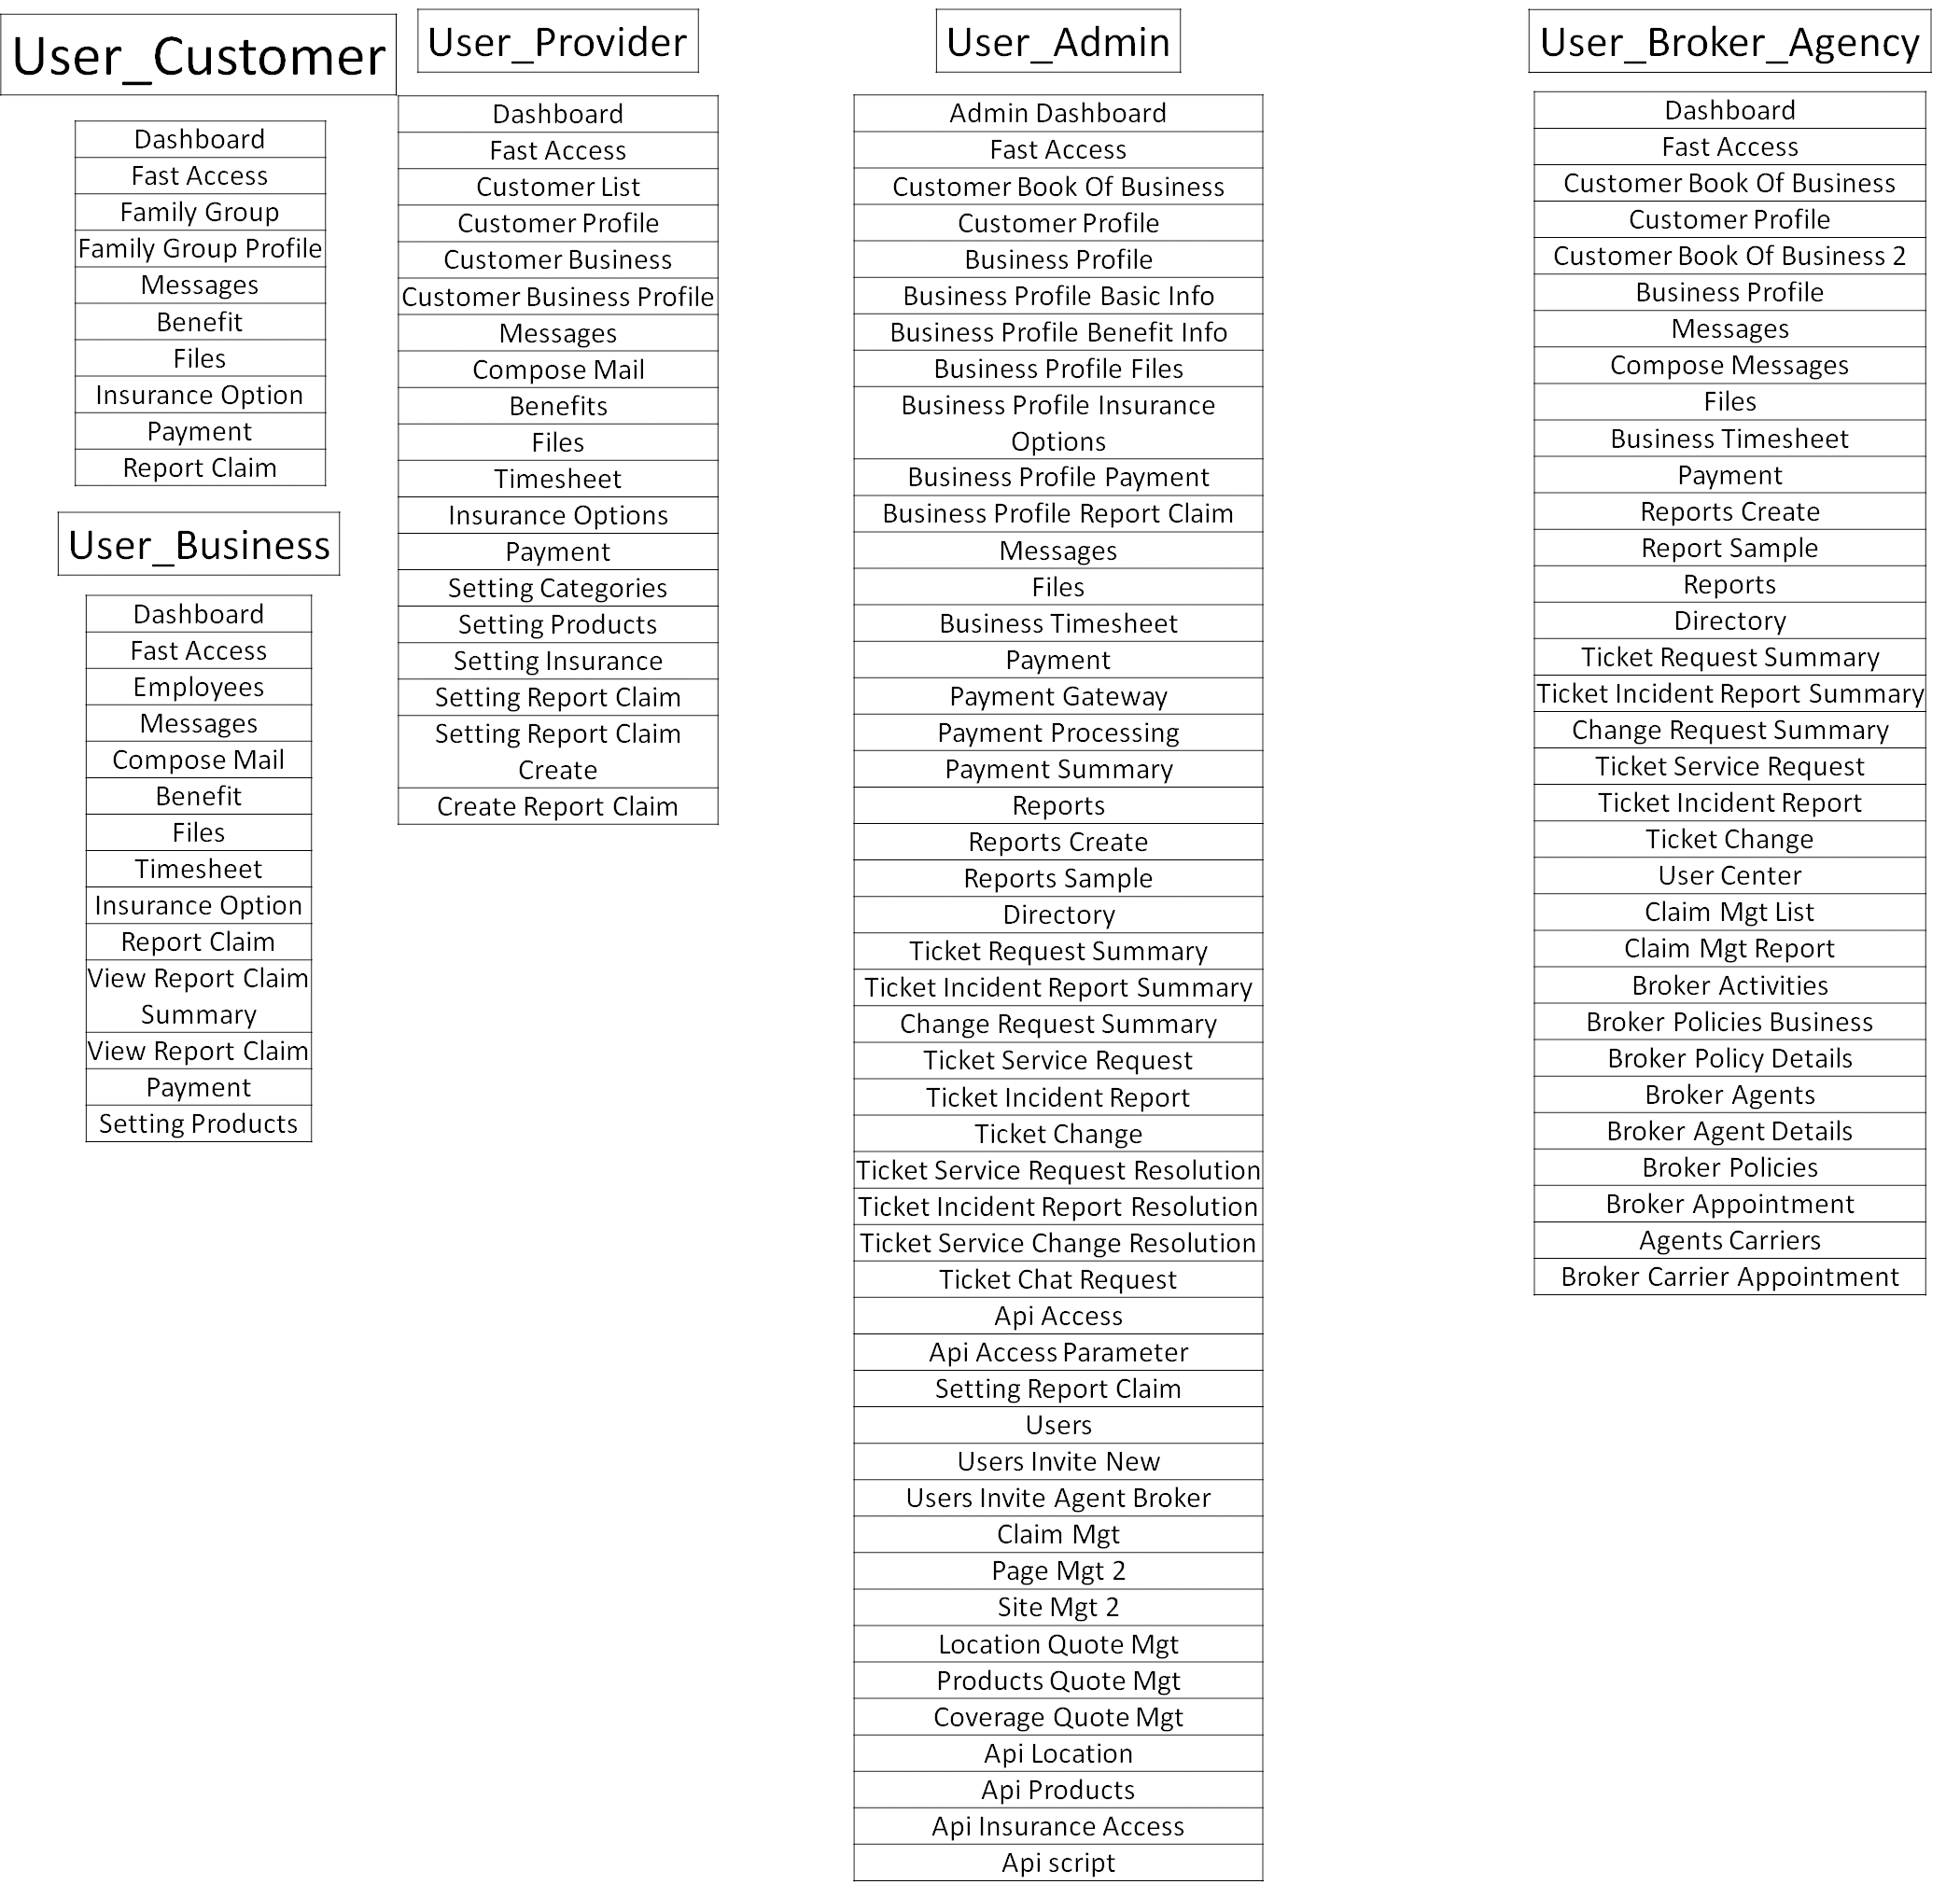 User_Customer
Dashboard
Fast Access
Family Group
Family Group Profile
Messages
Benefit
Files
Insurance Option
Payment
Report Claim
User_Business
Dashboard
Fast Access
Employees
Messages
Compose Mail
Benefit
Files
Timesheet
Insurance Option
Report Claim
View Report Claim
Summary
View Report Claim
Payment
Setting Products
User_Provider
Dashboard
Fast Access
Customer List
Customer Profile
Customer Business
Customer Business Profile
Messages
Compose Mail
Benefits
Files
Timesheet
Insurance Options
Payment
Setting Categories
Setting Products
Setting Insurance
Setting Report Claim
Setting Report Claim
Create
Create Report Claim
User_Admin
Admin Dashboard
Fast Access
Customer Book Of Business
Customer Profile
Business Profile
Business Profile Basic Info
Business Profile Benefit Info
Business Profile Files
Business Profile Insurance
Options
Business Profile Payment
Business Profile Report Claim
Messages
Files
Business Timesheet
Payment
Payment Gateway
Payment Processing
Payment Summary
Reports
Reports Create
Reports Sample
Directory
Ticket Request Summary
Ticket Incident Report Summary
Change Request Summary
Ticket Service Request
Ticket Incident Report
Ticket Change
Ticket Service Request Resolution
Ticket Incident Report Resolution
Ticket Service Change Resolution
Ticket Chat Request
Api Access
Api Access Parameter
Setting Report Claim
Users
Users Invite New
Users Invite Agent Broker
Claim Mgt
Page Mgt 2
Site Mgt 2
Location Quote Mgt
Products Quote Mgt
Coverage Quote Mgt
Api Location
Api Products
Api Insurance Access
Api script
User_Broker_Agency
Dashboard
Fast Access
Customer Book Of Business
Customer Profile
Customer Book Of Business 2
Business Profile
Messages
Compose Messages
Files
Business Timesheet
Payment
Reports Create
Report Sample
Reports
Directory
Ticket Request Summary
Ticket Incident Report Summary
Change Request Summary
Ticket Service Request
Ticket Incident Report
Ticket Change
User Center
Claim Mgt List
Claim Mgt Report
Broker Activities
Broker Policies Business
Broker Policy Details
Broker Agents
Broker Agent Details
Broker Policies
Broker Appointment
Agents Carriers
Broker Carrier Appointment